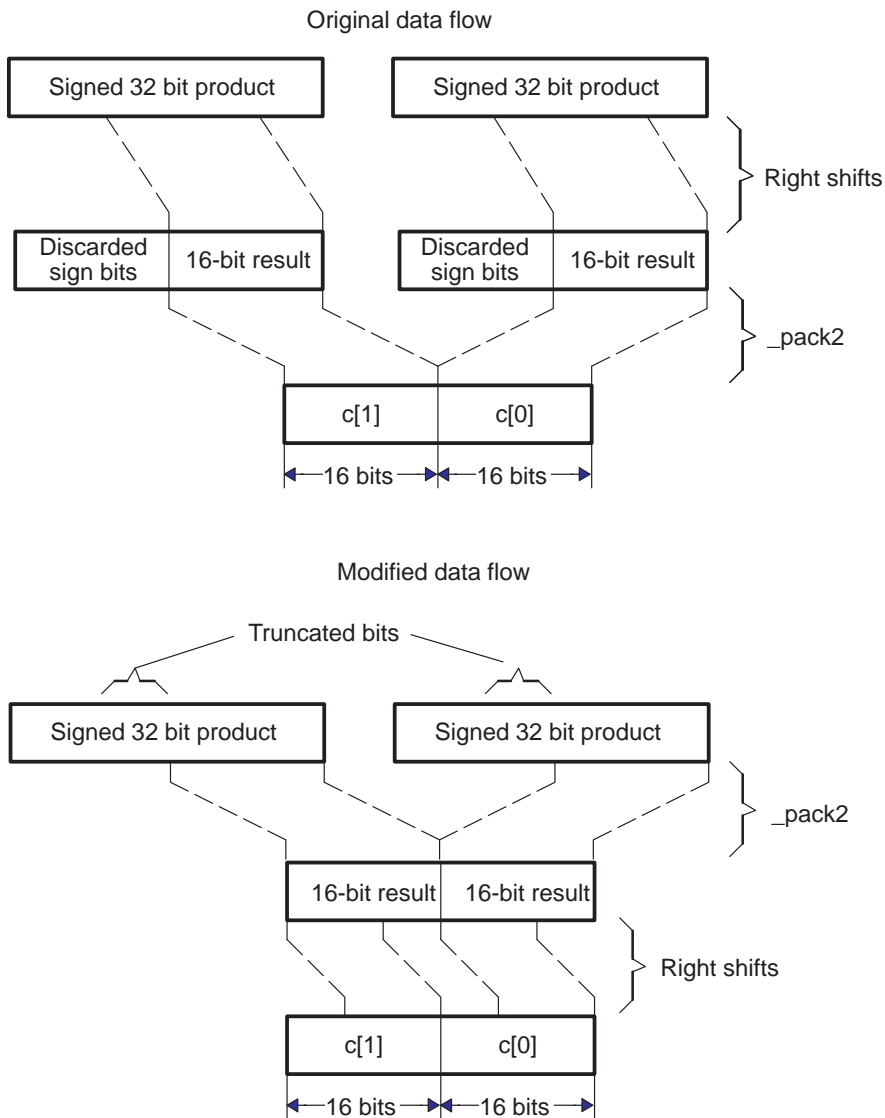 Original data flow
Signed 32 bit product
Signed 32 bit product
Right shifts
Discarded
sign bits
16-bit result
Discarded
sign bits
16-bit result
_pack2
c[1]
c[0]
16 bits
16 bits
Modified data flow
Truncated bits
Signed 32 bit product
Signed 32 bit product
_pack2
16-bit result
16-bit result
Right shifts
c[1]
c[0]
16 bits
16 bits